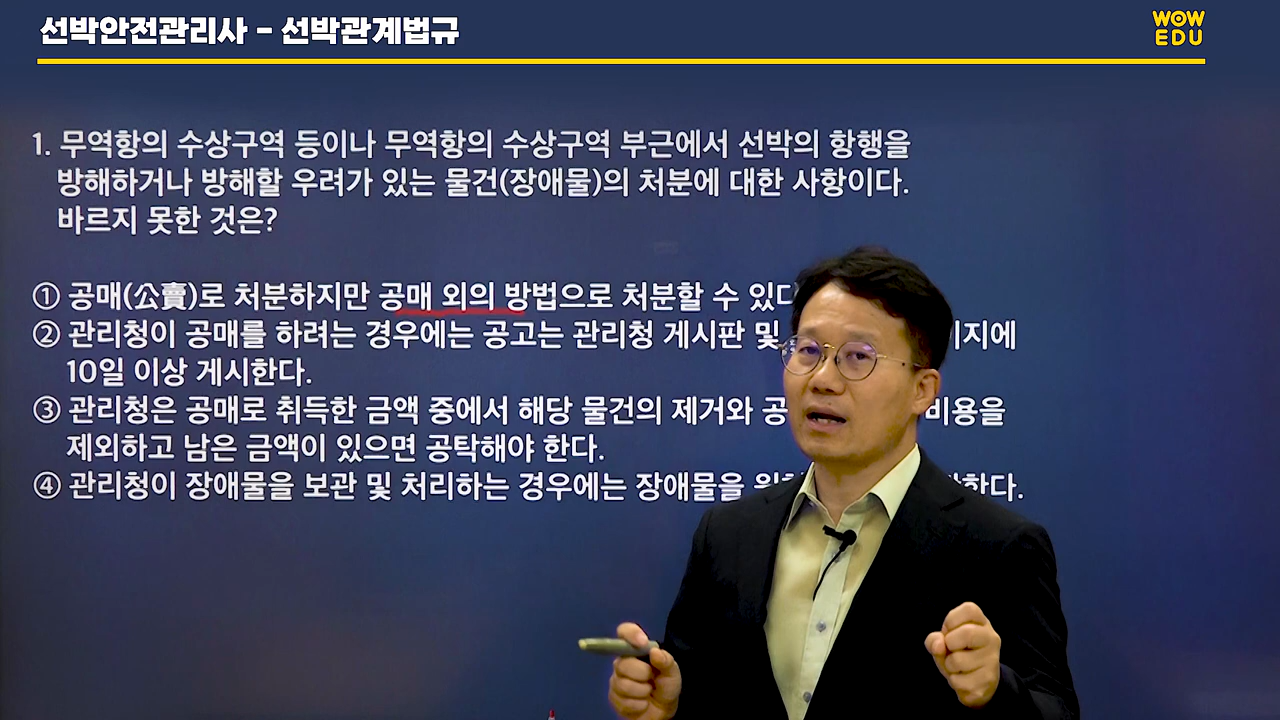 선박안전관리사 - 선박관계법규
WOW
EDU
1. 무역항의 수상구역 등이나 무역항의 수상구역 부근에서 선박의 항행을
방해하거나 방해할 우려가 있는 물건(장애물)의 처분에 대한 사항이다.
바르지 못한 것은?
① 공매(公賣)로 처분하지만 공매 외의 방법으로 처분할 수 있다
② 관리청이 공매를 하려는 경우에는 공고는 관리청 게시판 및
10일 이상 게시한다.
③ 관리청은 공매로 취득한 금액 중에서 해당 물건의 제거와 비용을
제외하고 남은 금액이 있으면 공탁해야 한다.
④ 관리청이 장애물을 보관 및 처리하는 경우에는 장애물을